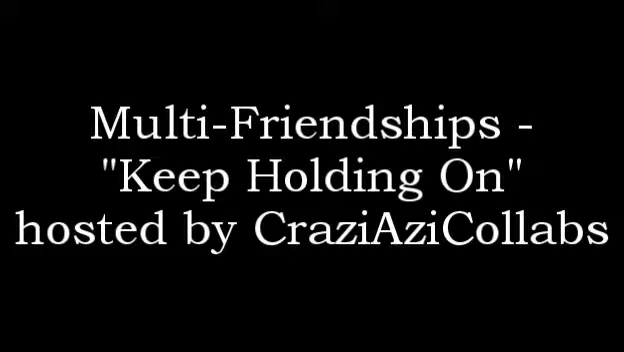 Multi-Friendships -
"Keep Holding On"
hosted by CraziAziCollabs